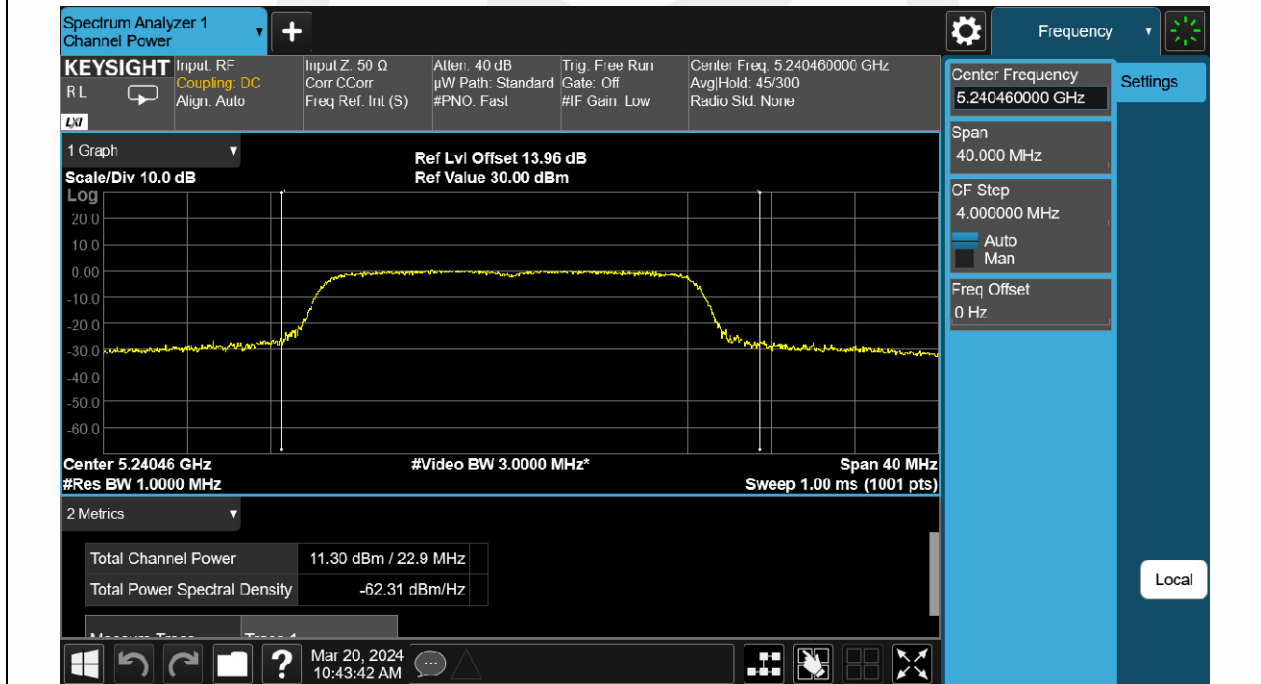 Spectrum Analyzer 1
Channel Power
+
Frequency
KEYSIGHT
RL
LXI
Input: RF
Coupling: DC
Align: Auto
Input Z: 50 Ω
Corr CCorr
Freq Ref: Int (S)
Atten: 40 dB
µW Path: Standard
#PNO: Fast
Trig: Free Run
Gate: Off
#IF Gain: Low
Center Freq: 5.240460000 GHz
Avg|Hold: 45/300
Radio Std: None
Center Frequency
5.240460000 GHz
Settings
Span
40.000 MHz
CF Step
4.000000 MHz
Auto
Man
Freq Offset
0 Hz
Local
1 Graph
Scale/Div 10.0 dB
Ref Lvl Offset 13.96 dB
Ref Value 30.00 dBm
Log
20.0
10.0
0.00
-10.0
-20.0
-30.0
-40.0
-50.0
-60.0
Center 5.24046 GHz
#Video BW 3.0000 MHz*
Span 40 MHz
#Res BW 1.0000 MHz
Sweep 1.00 ms (1001 pts)
2 Metrics
Total Channel Power 11.30 dBm / 22.9 MHz
Total Power Spectral Density -62.31 dBm/Hz
?
Mar 20, 2024
10:43:42 AM